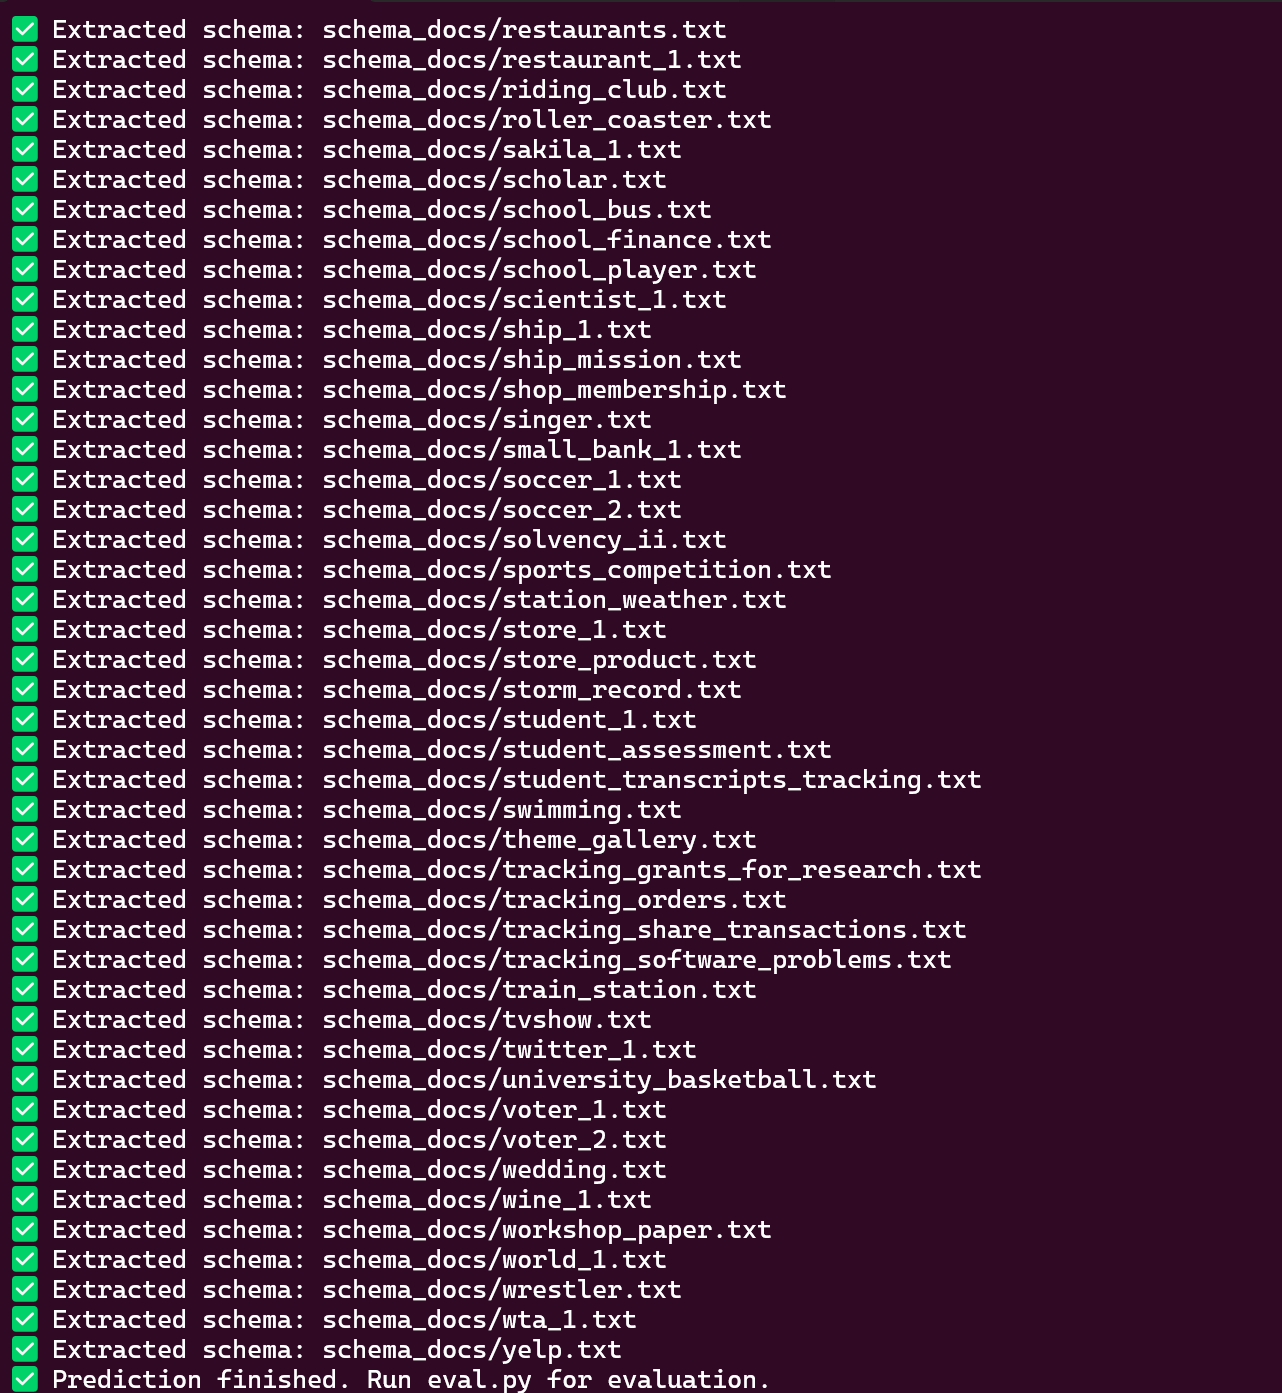 ✅ Extracted schema: schema_docs/restaurants.txt
✅ Extracted schema: schema_docs/restaurant_1.txt
✅ Extracted schema: schema_docs/riding_club.txt
✅ Extracted schema: schema_docs/roller_coaster.txt
✅ Extracted schema: schema_docs/sakila_1.txt
✅ Extracted schema: schema_docs/scholar.txt
✅ Extracted schema: schema_docs/school_bus.txt
✅ Extracted schema: schema_docs/school_finance.txt
✅ Extracted schema: schema_docs/school_player.txt
✅ Extracted schema: schema_docs/scientist_1.txt
✅ Extracted schema: schema_docs/ship_1.txt
✅ Extracted schema: schema_docs/ship_mission.txt
✅ Extracted schema: schema_docs/shop_membership.txt
✅ Extracted schema: schema_docs/singer.txt
✅ Extracted schema: schema_docs/small_bank_1.txt
✅ Extracted schema: schema_docs/soccer_1.txt
✅ Extracted schema: schema_docs/soccer_2.txt
✅ Extracted schema: schema_docs/solvency_ii.txt
✅ Extracted schema: schema_docs/sports_competition.txt
✅ Extracted schema: schema_docs/station_weather.txt
✅ Extracted schema: schema_docs/store_1.txt
✅ Extracted schema: schema_docs/store_product.txt
✅ Extracted schema: schema_docs/storm_record.txt
✅ Extracted schema: schema_docs/student_1.txt
✅ Extracted schema: schema_docs/student_assessment.txt
✅ Extracted schema: schema_docs/student_transcripts_tracking.txt
✅ Extracted schema: schema_docs/swimming.txt
✅ Extracted schema: schema_docs/theme_gallery.txt
✅ Extracted schema: schema_docs/tracking_grants_for_research.txt
✅ Extracted schema: schema_docs/tracking_orders.txt
✅ Extracted schema: schema_docs/tracking_share_transactions.txt
✅ Extracted schema: schema_docs/tracking_software_problems.txt
✅ Extracted schema: schema_docs/train_station.txt
✅ Extracted schema: schema_docs/tvshow.txt
✅ Extracted schema: schema_docs/twitter_1.txt
✅ Extracted schema: schema_docs/university_basketball.txt
✅ Extracted schema: schema_docs/voter_1.txt
✅ Extracted schema: schema_docs/voter_2.txt
✅ Extracted schema: schema_docs/wedding.txt
✅ Extracted schema: schema_docs/wine_1.txt
✅ Extracted schema: schema_docs/workshop_paper.txt
✅ Extracted schema: schema_docs/world_1.txt
✅ Extracted schema: schema_docs/wrestler.txt
✅ Extracted schema: schema_docs/wta_1.txt
✅ Extracted schema: schema_docs/yelp.txt
✅ Prediction finished. Run eval.py for evaluation.